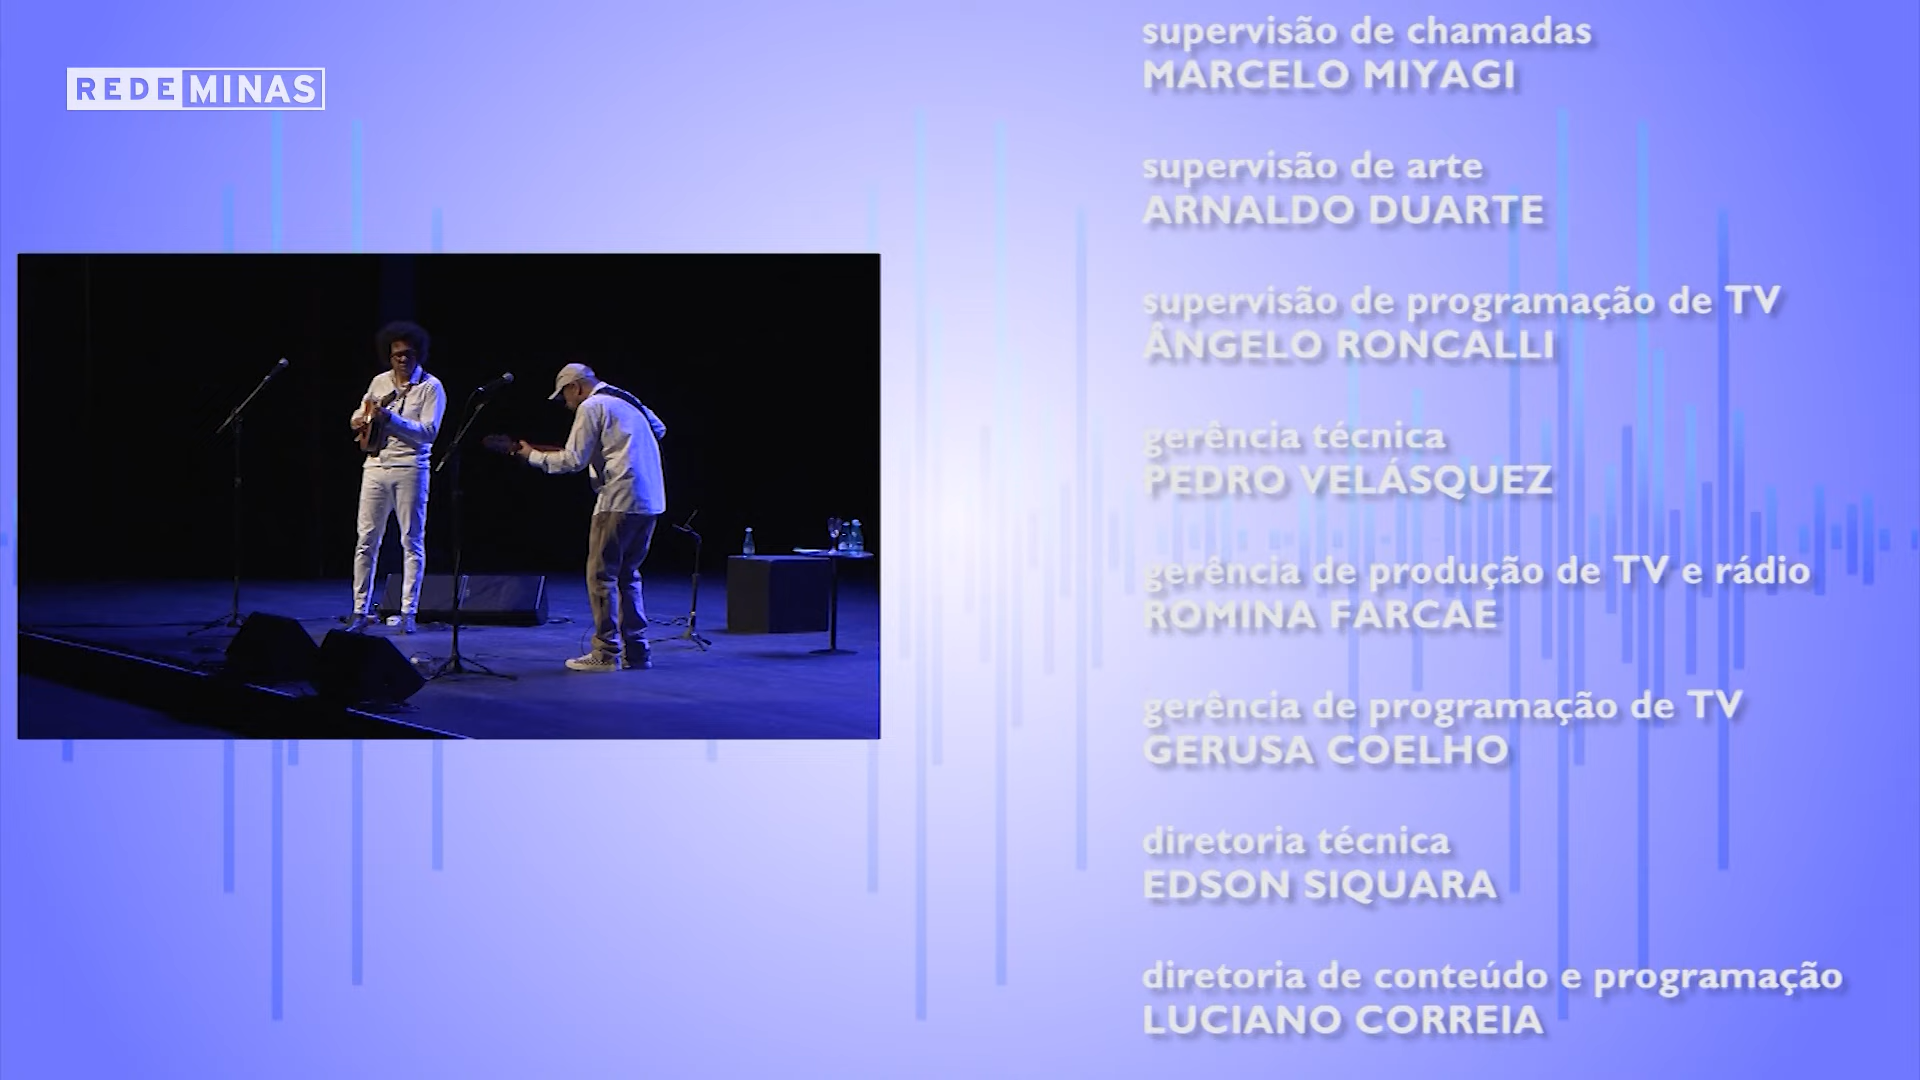 REDE MINAS
supervisão de chamadas
MARCELO MIYAGI
supervisão de arte
ARNALDO DUARTE
supervisão de programação de TV
ÂNGELO RONCALLI
gerência técnica
PEDRO VELÁSQUEZ
gerência de produção de TV e rádio
ROMINA FARCAE
gerência de programação de TV
GERUSA COELHO
diretoria técnica
EDSON SIQUARA
diretoria de conteúdo e programação
LUCIANO CORREIA